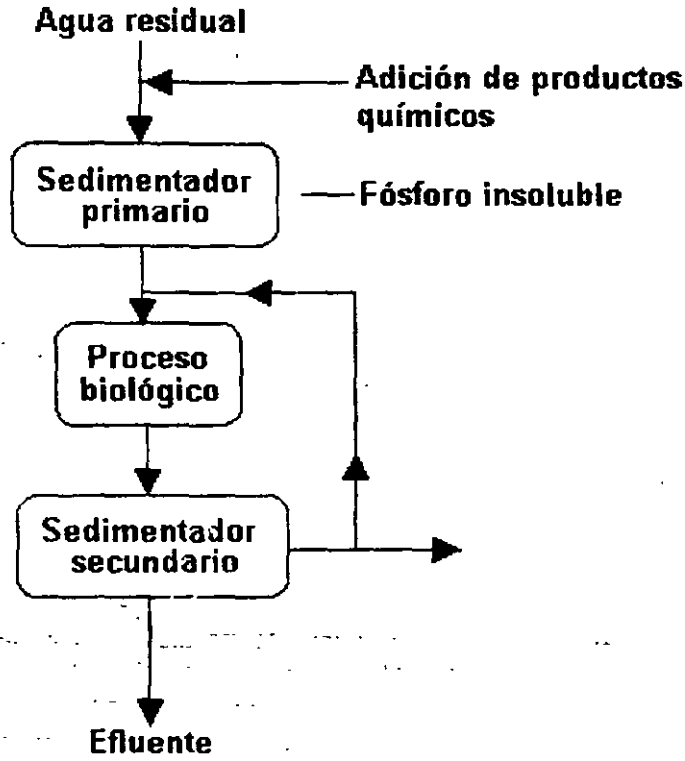 Agua residual
Adición de productos
químicos
Sedimentador
primario
Fósforo insoluble
Proceso
biológico
Sedimentador
secundario
Efluente